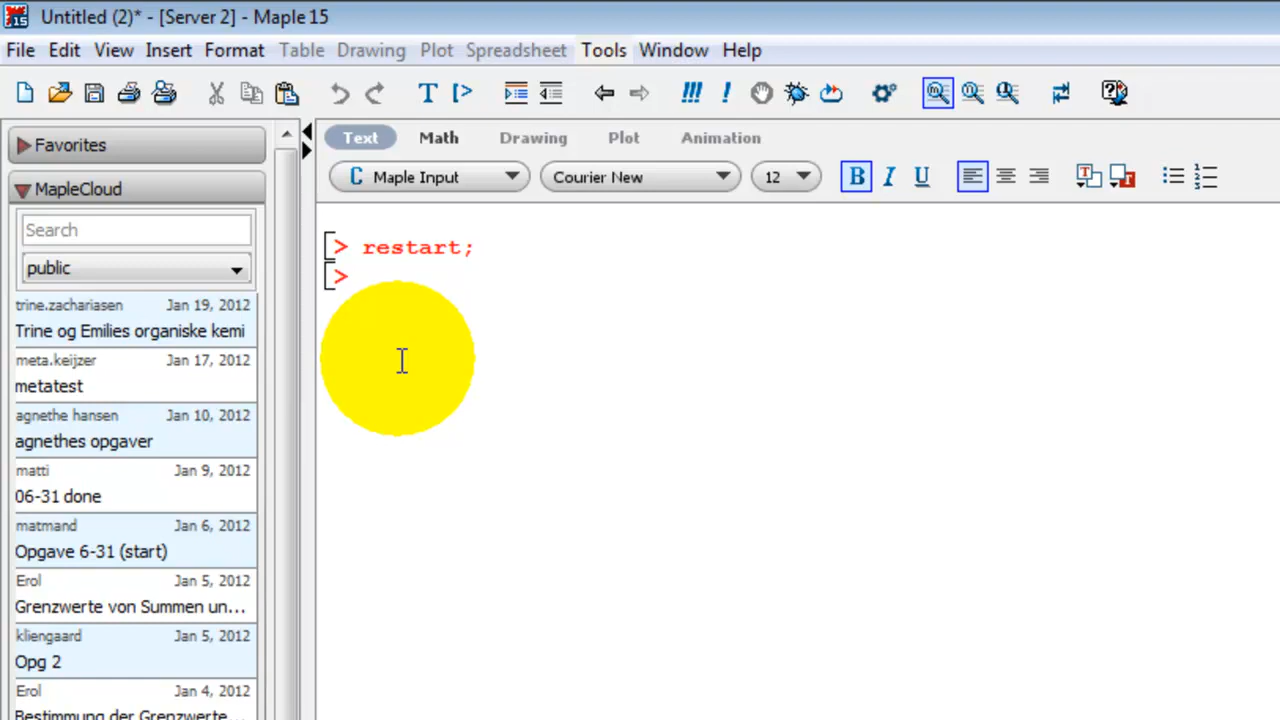 Untitled (2)* - [Server 2] - Maple 15
File Edit View Insert Format Table Drawing Plot Spreadsheet Tools Window Help
Favorites
MapleCloud
Search
public
trine.zachariasen Jan 19, 2012
Trine og Emilies organiske kemi
meta.keijzer Jan 17, 2012
metatest
agnethe hansen Jan 10, 2012
agnethes opgaver
matti Jan 9, 2012
06-31 done
matmand Jan 6, 2012
Opgave 6-31 (start)
Erol Jan 5, 2012
Grenzwerte von Summen un...
kliengaard Jan 5, 2012
Opg 2
Erol Jan 4, 2012
Bestimmung der Grenzwerte...
Text Math Drawing Plot Animation
C Maple Input Courier New 12 B I U
[> restart;
[>